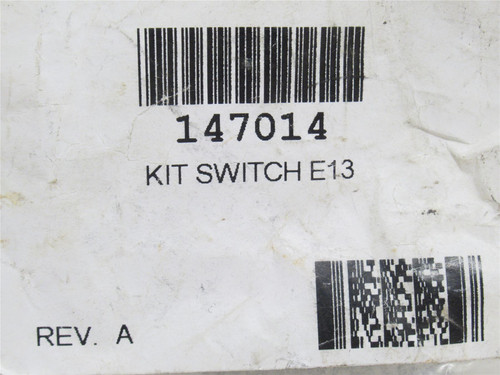 147014
KIT SWITCH E13
REV. A